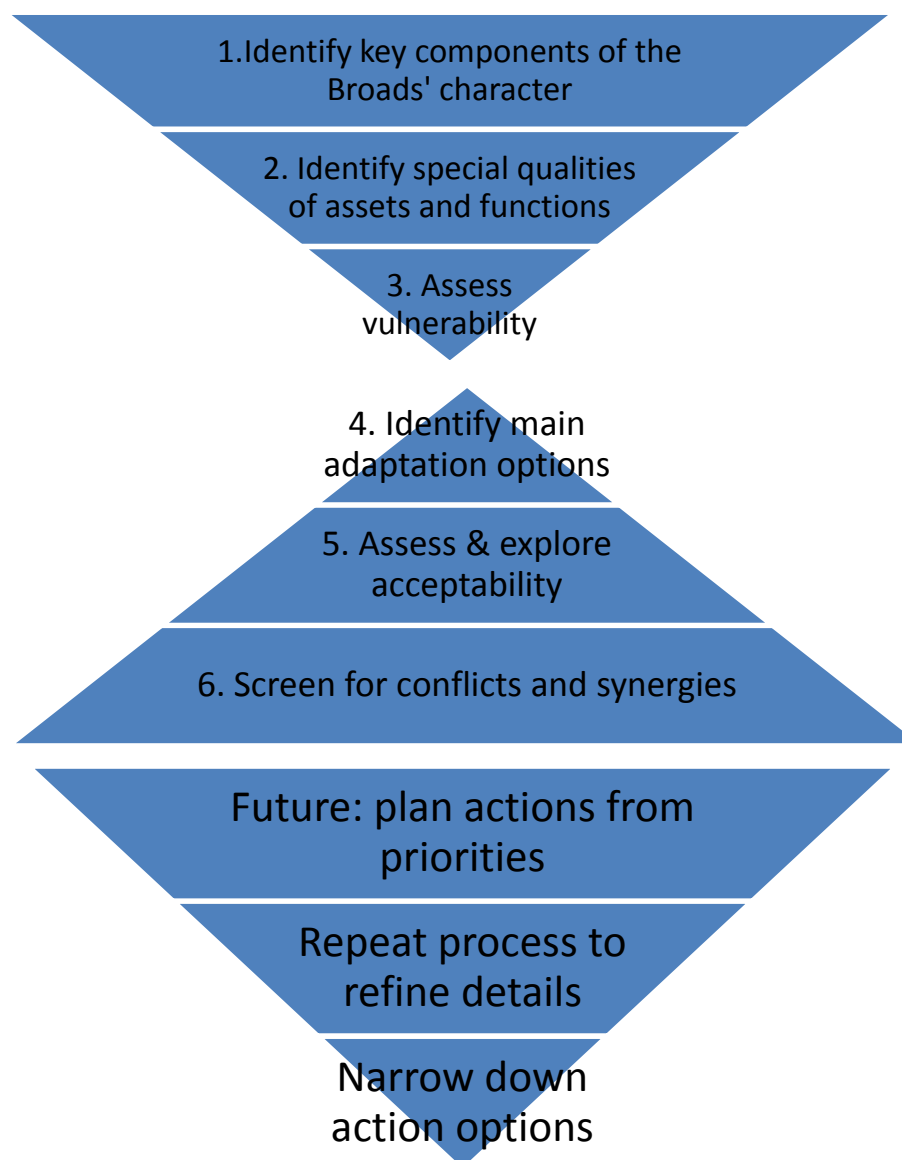 1.Identify key components of the
Broads' character
2. Identify special qualities
of assets and functions
3. Assess
vulnerability
4. Identify main
adaptation options
5. Assess & explore
acceptability
6. Screen for conflicts and synergies
Future: plan actions from
priorities
Repeat process to
refine details
Narrow down
action options